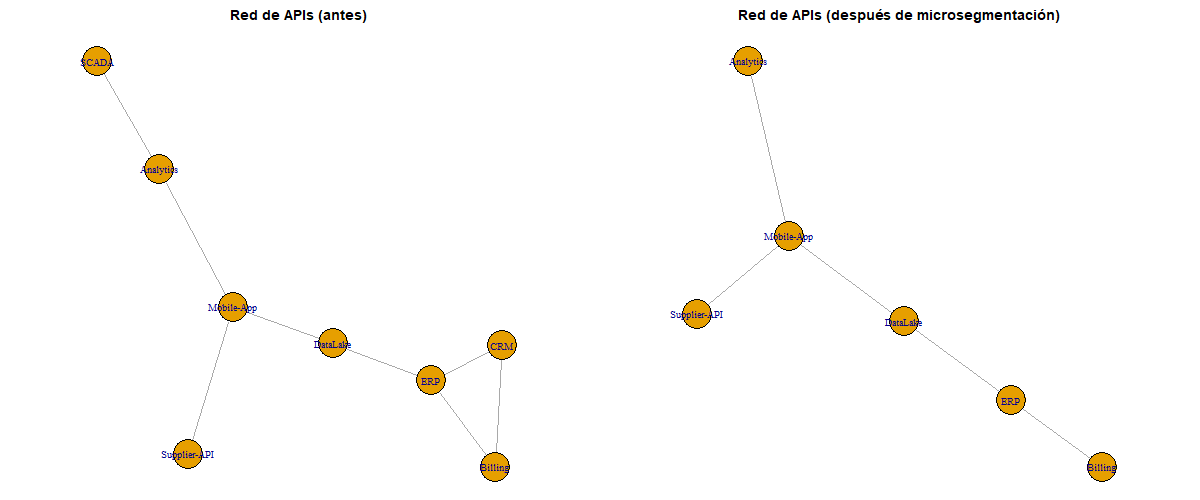 Red de APIs (antes)
SCADA
Analytics
Mobile-App
DataLake
CRM
ERP
Supplier-API
Billing
Red de APIs (después de microsegmentación)
Analytics
Mobile-App
Supplier-API
DataLake
ERP
Billing